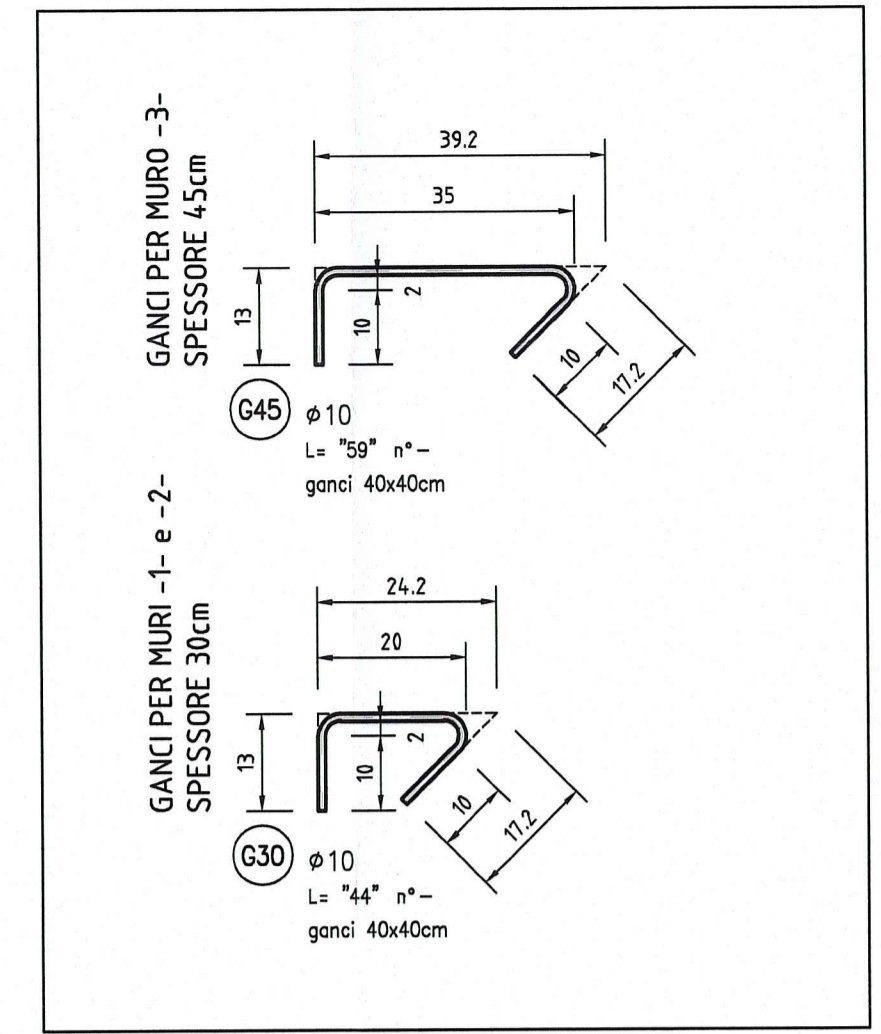 GANCI PER MURO -3-
SPESSORE 45cm
39.2
35
13
10
2
10
17.2
G45
ø10
L= "59" n°-
ganci 40x40cm
GANCI PER MURI -1- e -2-
SPESSORE 30cm
24.2
20
13
10
2
10
17.2
G30
ø10
L= "44" n°-
ganci 40x40cm